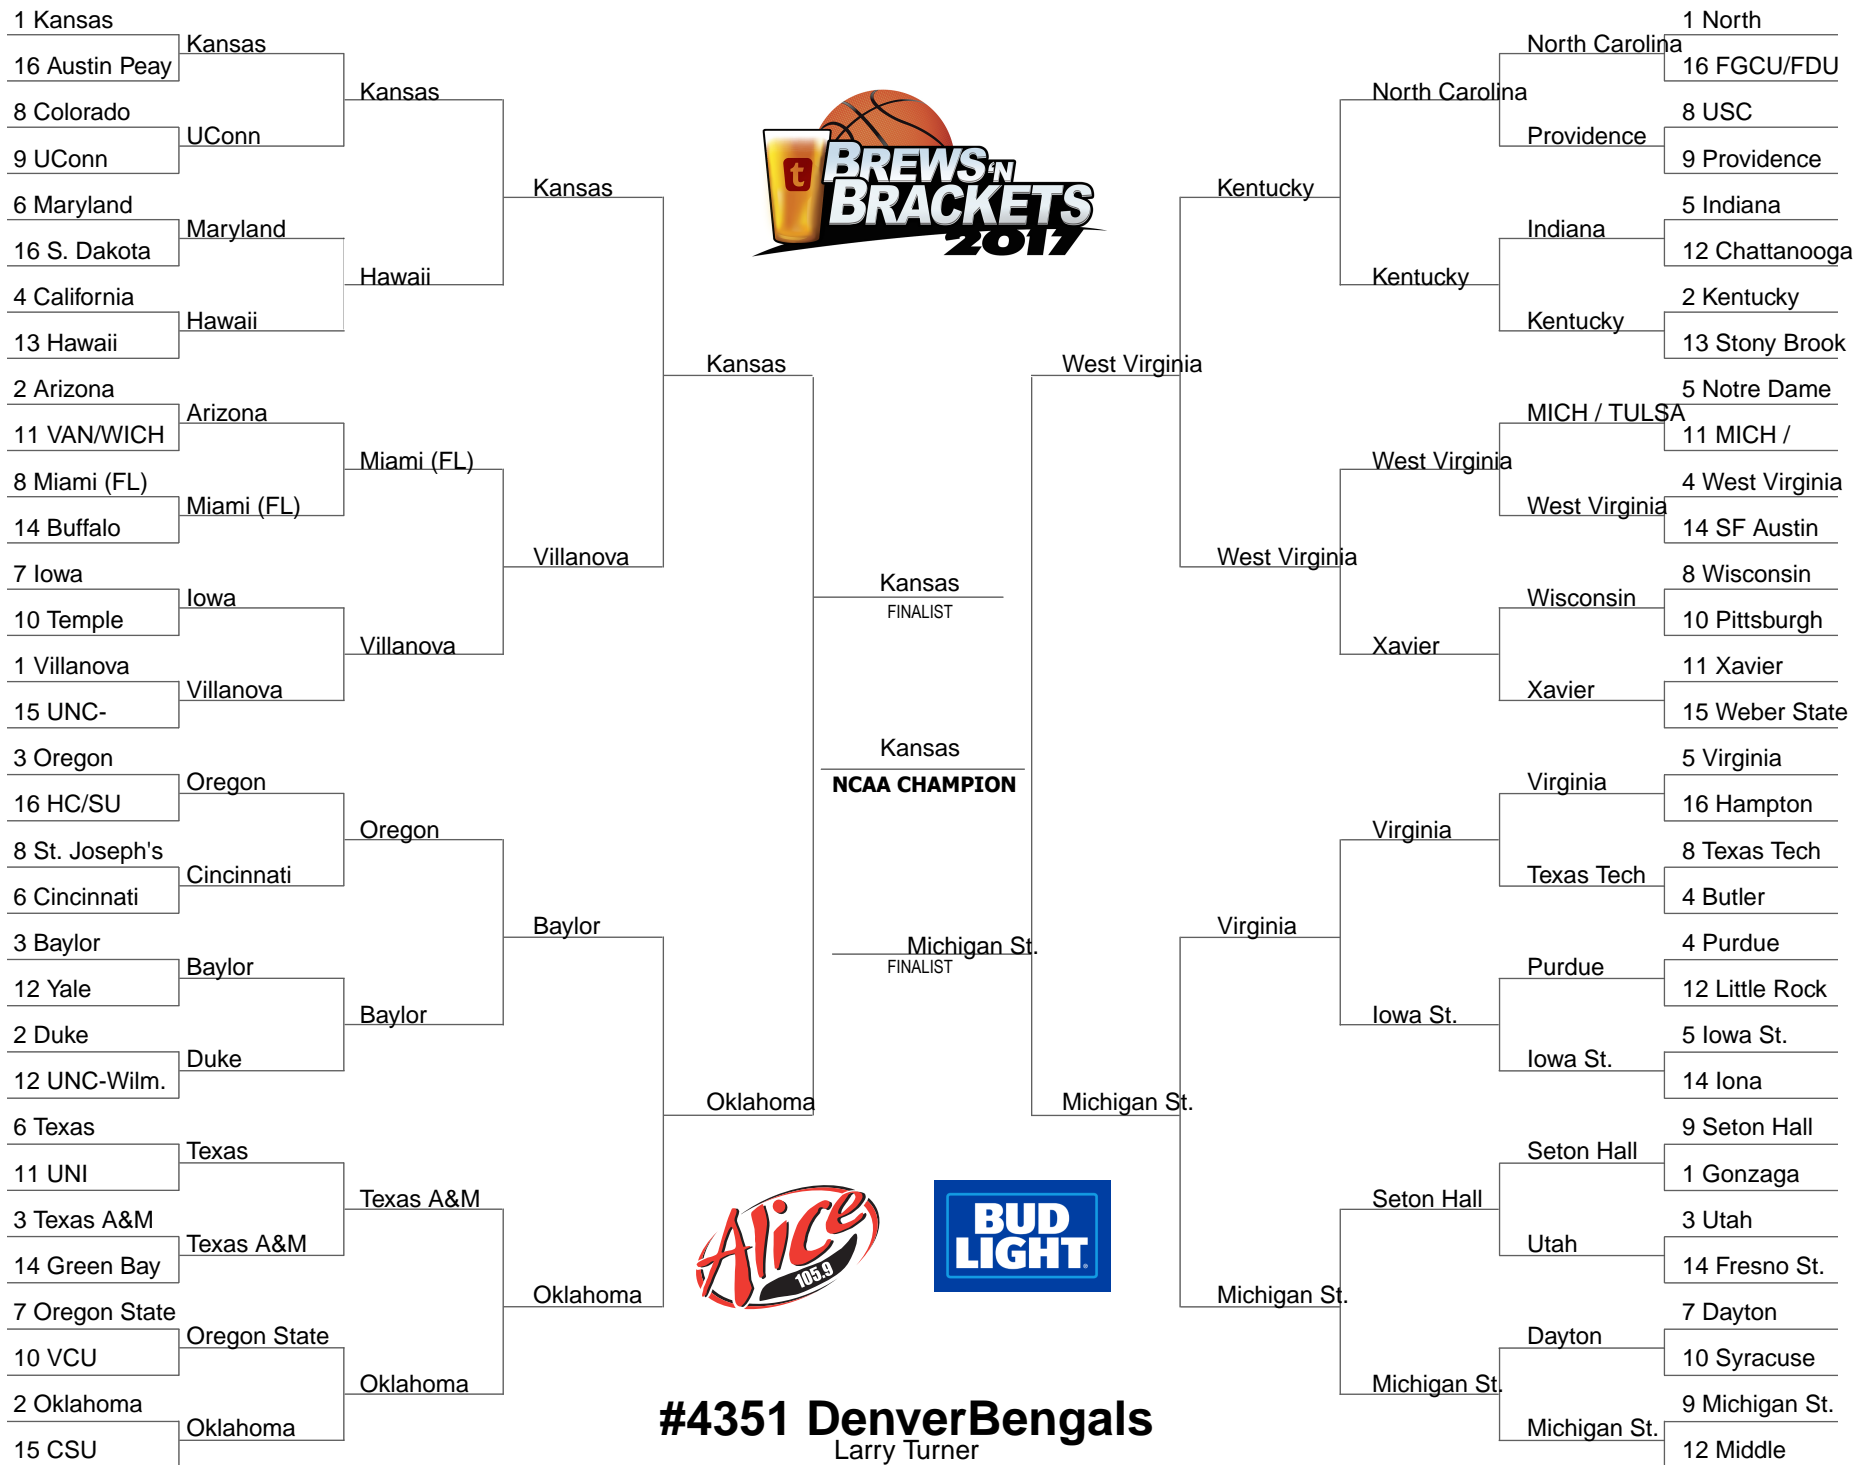 1 Kansas
16 Austin Peay
8 Colorado
9 UConn
6 Maryland
16 S. Dakota
4 California
13 Hawaii
2 Arizona
11 VAN/WICH
8 Miami (FL)
14 Buffalo
7 Iowa
10 Temple
1 Villanova
15 UNC-
3 Oregon
16 HC/SU
8 St. Joseph's
6 Cincinnati
3 Baylor
12 Yale
2 Duke
12 UNC-Wilm.
6 Texas
11 UNI
3 Texas A&M
14 Green Bay
7 Oregon State
10 VCU
2 Oklahoma
15 CSU
Kansas
UConn
Maryland
Hawaii
Arizona
Miami (FL)
Iowa
Villanova
Oregon
Cincinnati
Baylor
Duke
Texas
Texas A&M
Oregon State
Oklahoma
Kansas
Hawaii
Miami (FL)
Villanova
Oregon
Baylor
Texas A&M
Oklahoma
Kansas
Villanova
Baylor
Oklahoma
Kansas
Oklahoma
t
BREWS 'N
BRACKETS
2017
Kansas
FINALIST
Kansas
NCAA CHAMPION
Michigan St.
FINALIST
Alice
105.9
BUD
LIGHT
#4351 DenverBengals
Larry Turner
West Virginia
Michigan St.
Kentucky
West Virginia
Virginia
Michigan St.
North Carolina
Kentucky
West Virginia
Xavier
Virginia
Iowa St.
Seton Hall
Michigan St.
North Carolina
Providence
Indiana
Kentucky
MICH / TULSA
West Virginia
Wisconsin
Xavier
Virginia
Texas Tech
Purdue
Iowa St.
Seton Hall
Utah
Dayton
Michigan St.
1 North
16 FGCU/FDU
8 USC
9 Providence
5 Indiana
12 Chattanooga
2 Kentucky
13 Stony Brook
5 Notre Dame
11 MICH /
4 West Virginia
14 SF Austin
8 Wisconsin
10 Pittsburgh
11 Xavier
15 Weber State
5 Virginia
16 Hampton
8 Texas Tech
4 Butler
4 Purdue
12 Little Rock
5 Iowa St.
14 Iona
9 Seton Hall
1 Gonzaga
3 Utah
14 Fresno St.
7 Dayton
10 Syracuse
9 Michigan St.
12 Middle